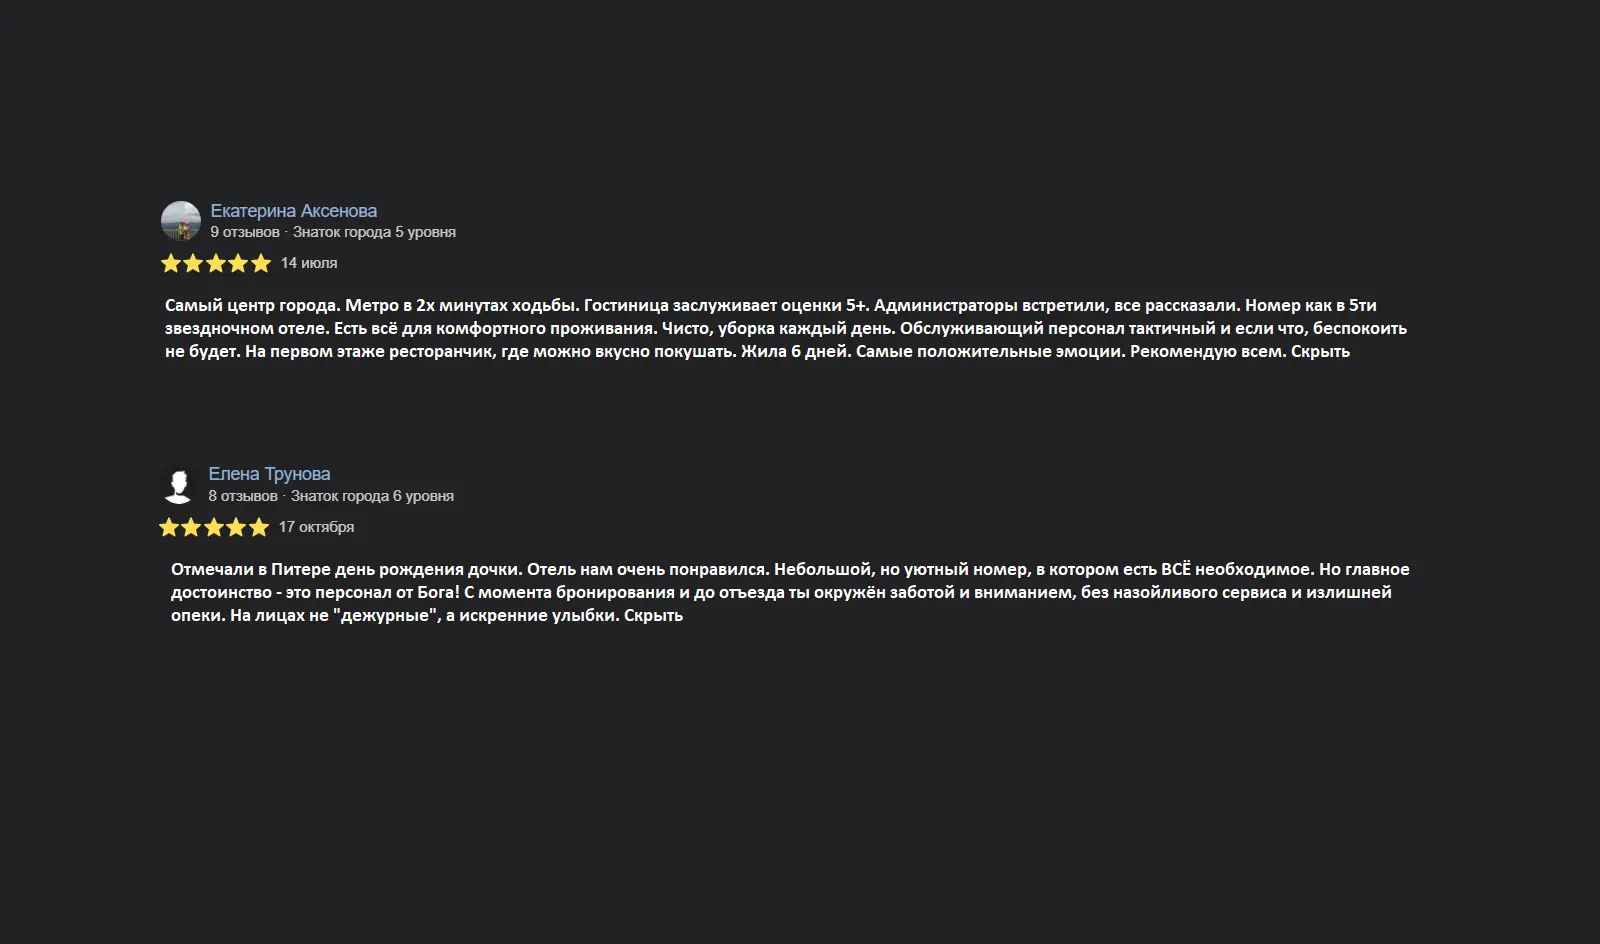 Екатерина Аксенова
9 отзывов · Знаток города 5 уровня
14 июля
Самый центр города. Метро в 2х минутах ходьбы. Гостиница заслуживает оценки 5+. Администраторы встретили, все рассказали. Номер как в 5ти
звездночном отеле. Есть всё для комфортного проживания. Чисто, уборка каждый день. Обслуживающий персонал тактичный и если что, беспокоить
не будет. На первом этаже ресторанчик, где можно вкусно покушать. Жила 6 дней. Самые положительные эмоции. Рекомендую всем. Скрыть
Елена Трунова
8 отзывов · Знаток города 6 уровня
17 октября
Отмечали в Питере день рождения дочки. Отель нам очень понравился. Небольшой, но уютный номер, в котором есть ВСЁ необходимое. Но главное
достоинство - это персонал от Бога! С момента бронирования и до отъезда ты окружён заботой и вниманием, без назойливого сервиса и излишней
опеки. На лицах не "дежурные", а искренние улыбки. Скрыть